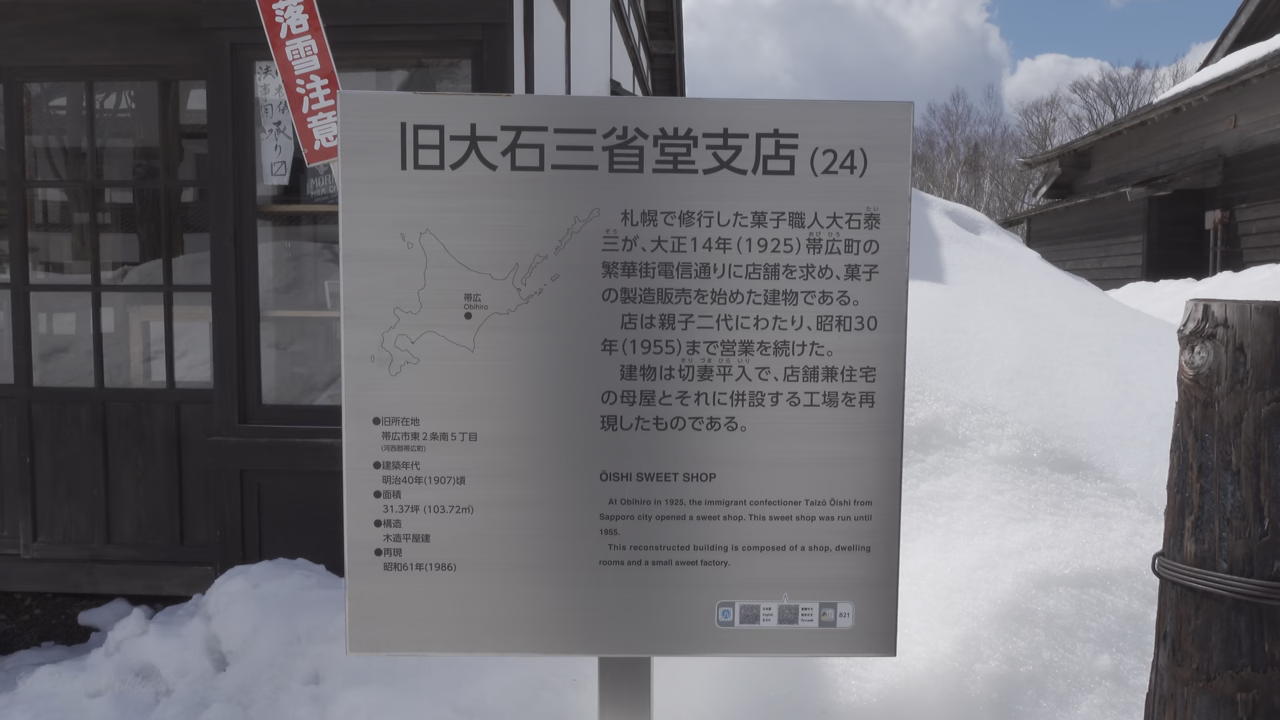 落雪注意
旧大石三省堂支店 (24)
札幌で修行した菓子職人大石泰
三が、大正14年(1925)帯広町の
繁華街電信通りに店舗を求め、菓子
の製造販売を始めた建物である。
店は親子二代にわたり、昭和30
年(1955)まで営業を続けた。
建物は切妻平入で、店舗兼住宅
の母屋とそれに併設する工場を再
現したものである。
帯広
Obihiro
●旧所在地
帯広市東2条南5丁目
(河西郡帯広町)
●建築年代
明治40年(1907)頃
●面積
31.37坪 (103.72㎡)
●構造
木造平屋建
●再現
昭和61年(1986)
ŌISHI SWEET SHOP
At Obihiro in 1925, the immigrant confectioner Taizō Ōishi from
Sapporo city opened a sweet shop. This sweet shop was run until
1955.
This reconstructed building is composed of a shop, dwelling
rooms and a small sweet factory.
821